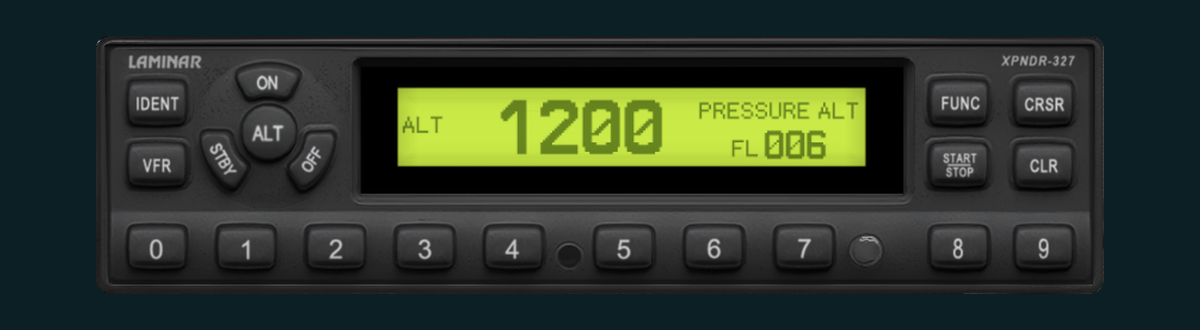 LAMINAR
XPNDR-327
IDENT
ON
ALT
STBY
OFF
VFR
ALT
1200
PRESSURE ALT
FL 006
FUNC
CRSR
START
STOP
CLR
0 1 2 3 4 5 6 7 8 9